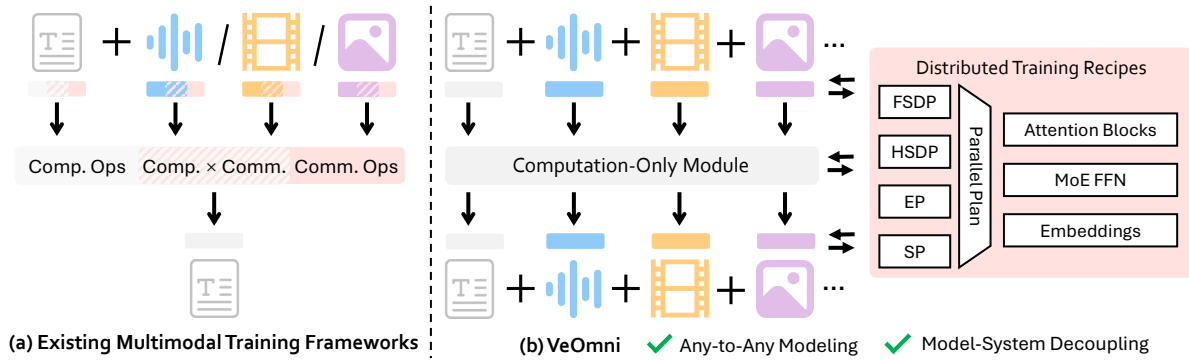 T
/
/
...
Comp. Ops
Comp. × Comm.
Comm. Ops
T
(a) Existing Multimodal Training Frameworks
T
...
Computation-Only Module
T
...
Distributed Training Recipes
FSDP
HSDP
EP
SP
Parallel Plan
Attention Blocks
MoE FFN
Embeddings
(b) VeOmni
Any-to-Any Modeling
Model-System Decoupling